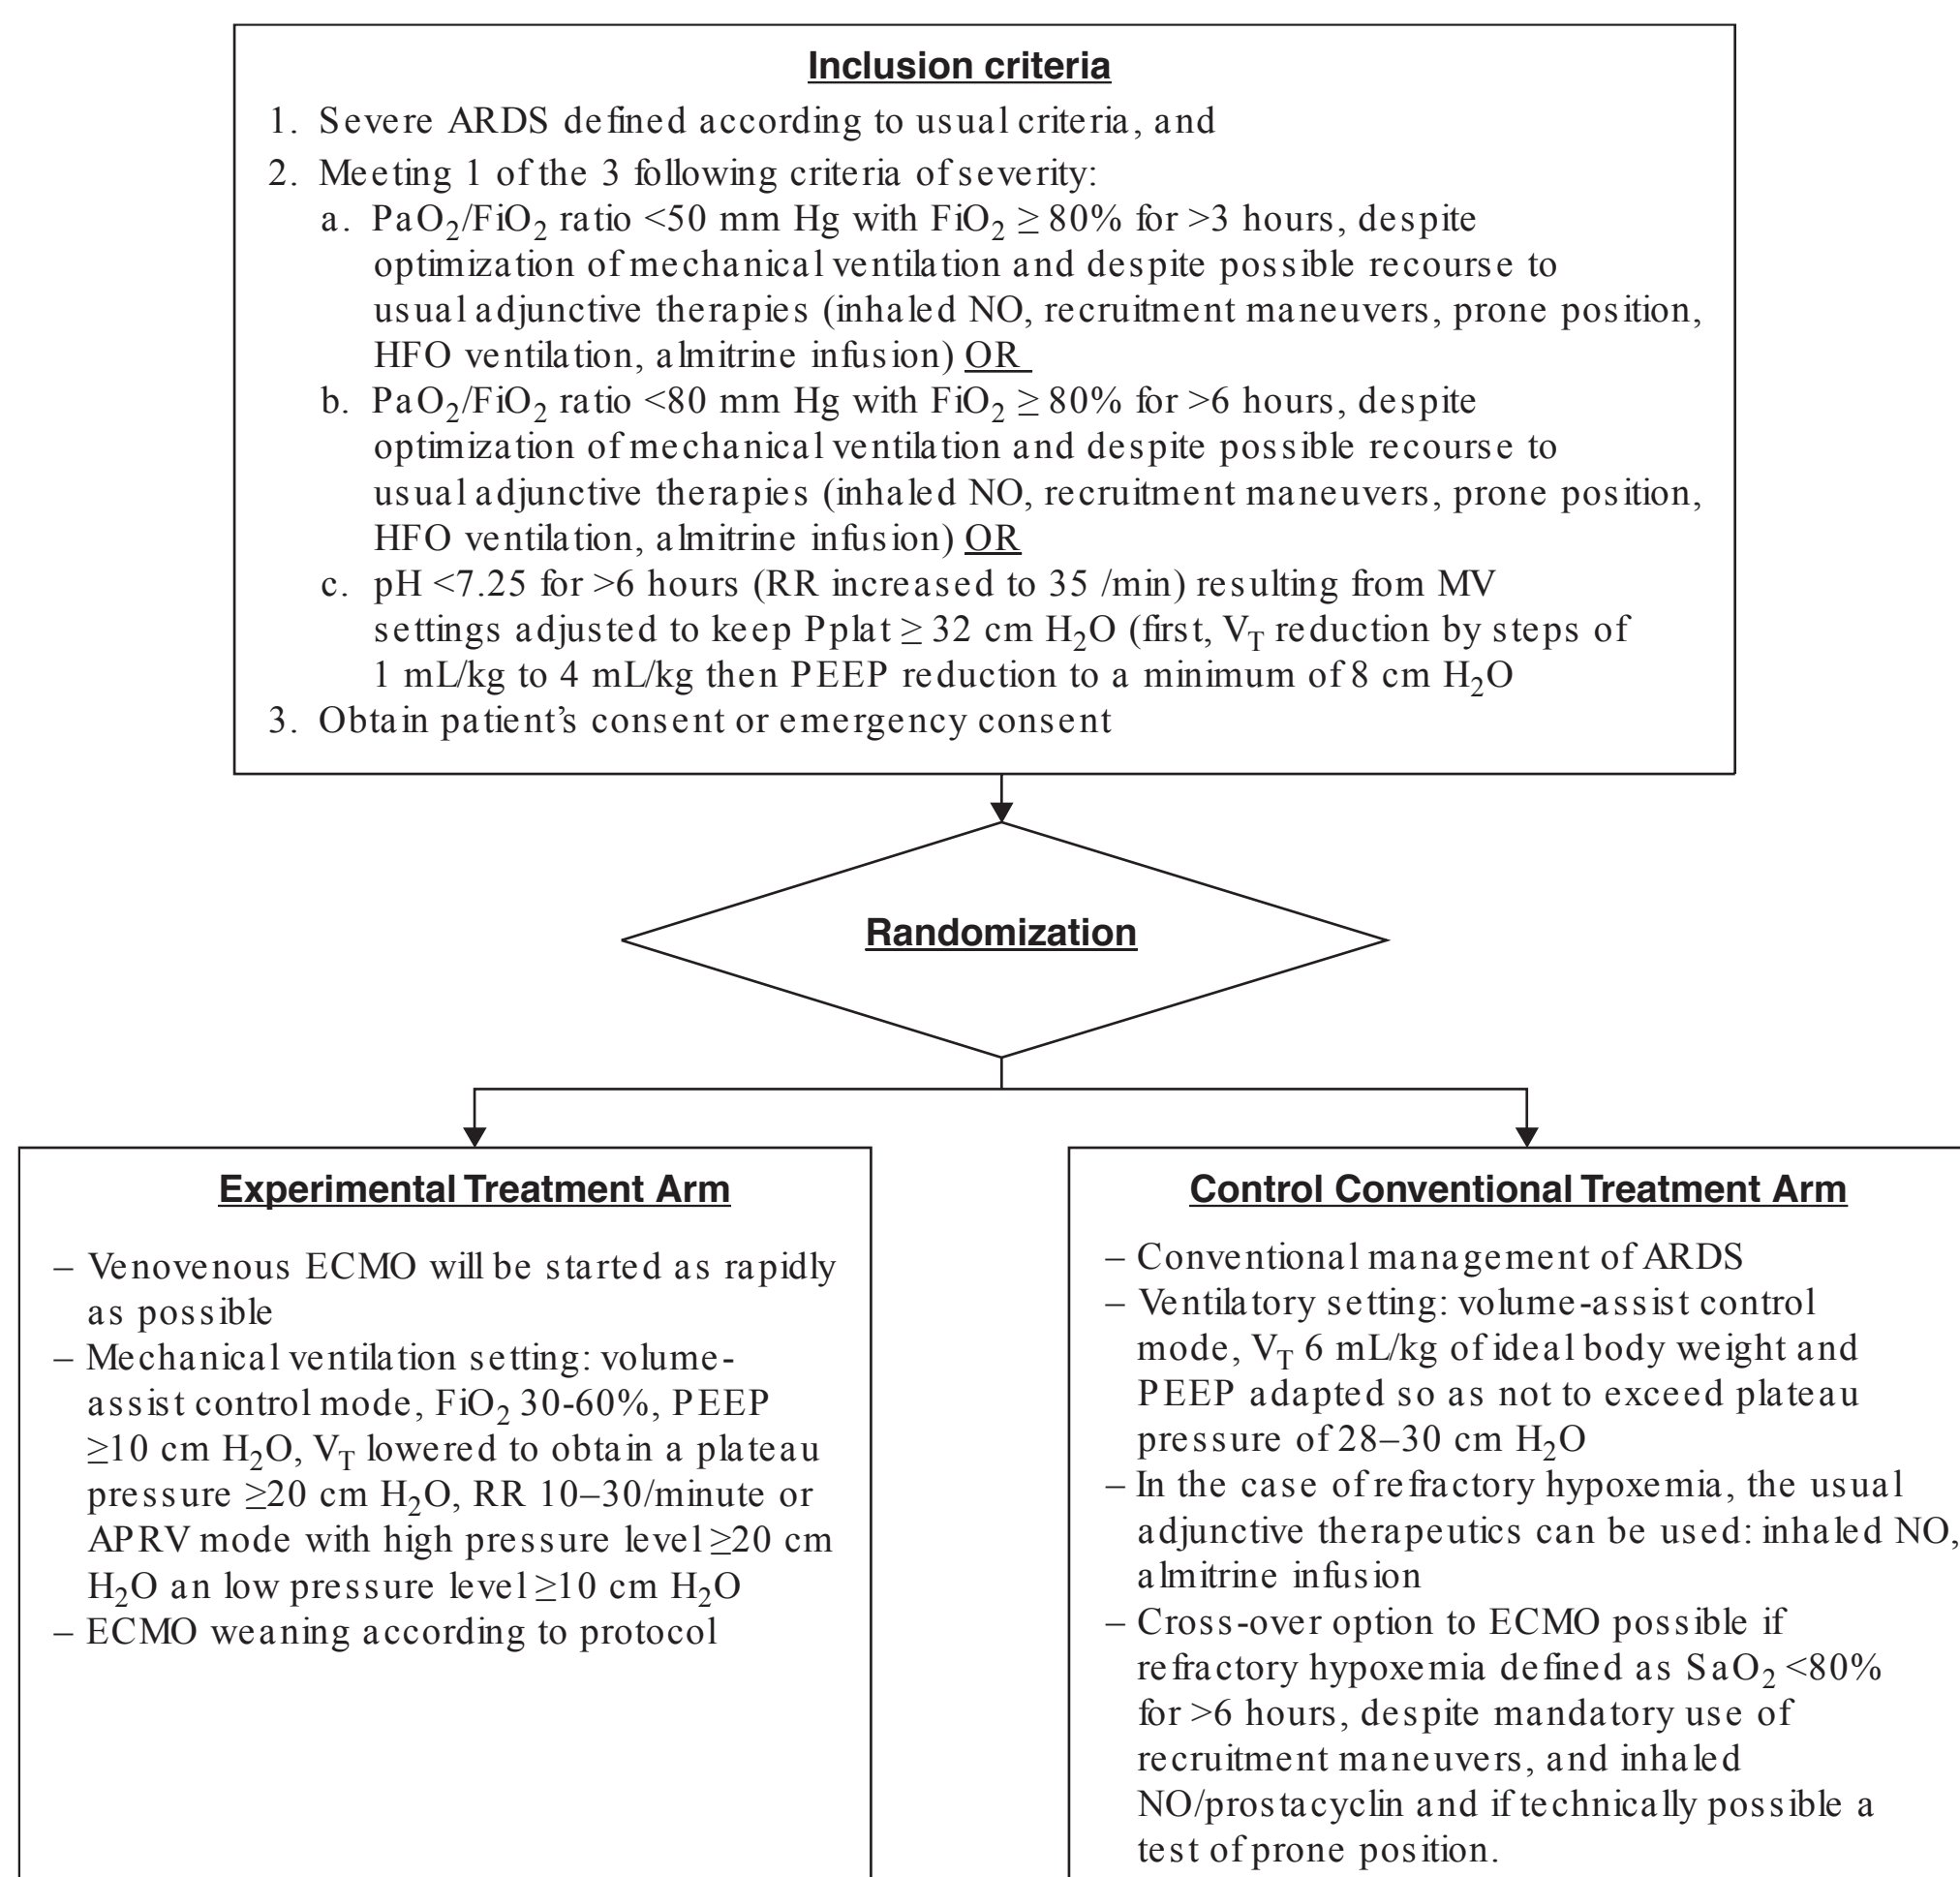 Inclusion criteria
1. Severe ARDS defined according to usual criteria, and
2. Meeting 1 of the 3 following criteria of severity:
a. PaO₂/FiO₂ ratio <50 mm Hg with FiO₂ ≥ 80% for >3 hours, despite
optimization of mechanical ventilation and despite possible recourse to
usual adjunctive therapies (inhaled NO, recruitment maneuvers, prone position,
HFO ventilation, almitrine infusion) OR
b. PaO₂/FiO₂ ratio <80 mm Hg with FiO₂ ≥ 80% for >6 hours, despite
optimization of mechanical ventilation and despite possible recourse to
usual adjunctive therapies (inhaled NO, recruitment maneuvers, prone position,
HFO ventilation, almitrine infusion) OR
c. pH <7.25 for >6 hours (RR increased to 35 /min) resulting from MV
settings adjusted to keep Pplat ≥ 32 cm H₂O (first, V_T reduction by steps of
1 mL/kg to 4 mL/kg then PEEP reduction to a minimum of 8 cm H₂O
3. Obtain patient’s consent or emergency consent
Randomization
Experimental Treatment Arm
– Venovenous ECMO will be started as rapidly
as possible
– Mechanical ventilation setting: volume-
assist control mode, FiO₂ 30-60%, PEEP
≥10 cm H₂O, V_T lowered to obtain a plateau
pressure ≥20 cm H₂O, RR 10–30/minute or
APRV mode with high pressure level ≥20 cm
H₂O an low pressure level ≥10 cm H₂O
– ECMO weaning according to protocol
Control Conventional Treatment Arm
– Conventional management of ARDS
– Ventilatory setting: volume-assist control
mode, V_T 6 mL/kg of ideal body weight and
PEEP adapted so as not to exceed plateau
pressure of 28–30 cm H₂O
– In the case of refractory hypoxemia, the usual
adjunctive therapeutics can be used: inhaled NO,
almitrine infusion
– Cross-over option to ECMO possible if
refractory hypoxemia defined as SaO₂ <80%
for >6 hours, despite mandatory use of
recruitment maneuvers, and inhaled
NO/prostacyclin and if technically possible a
test of prone position.